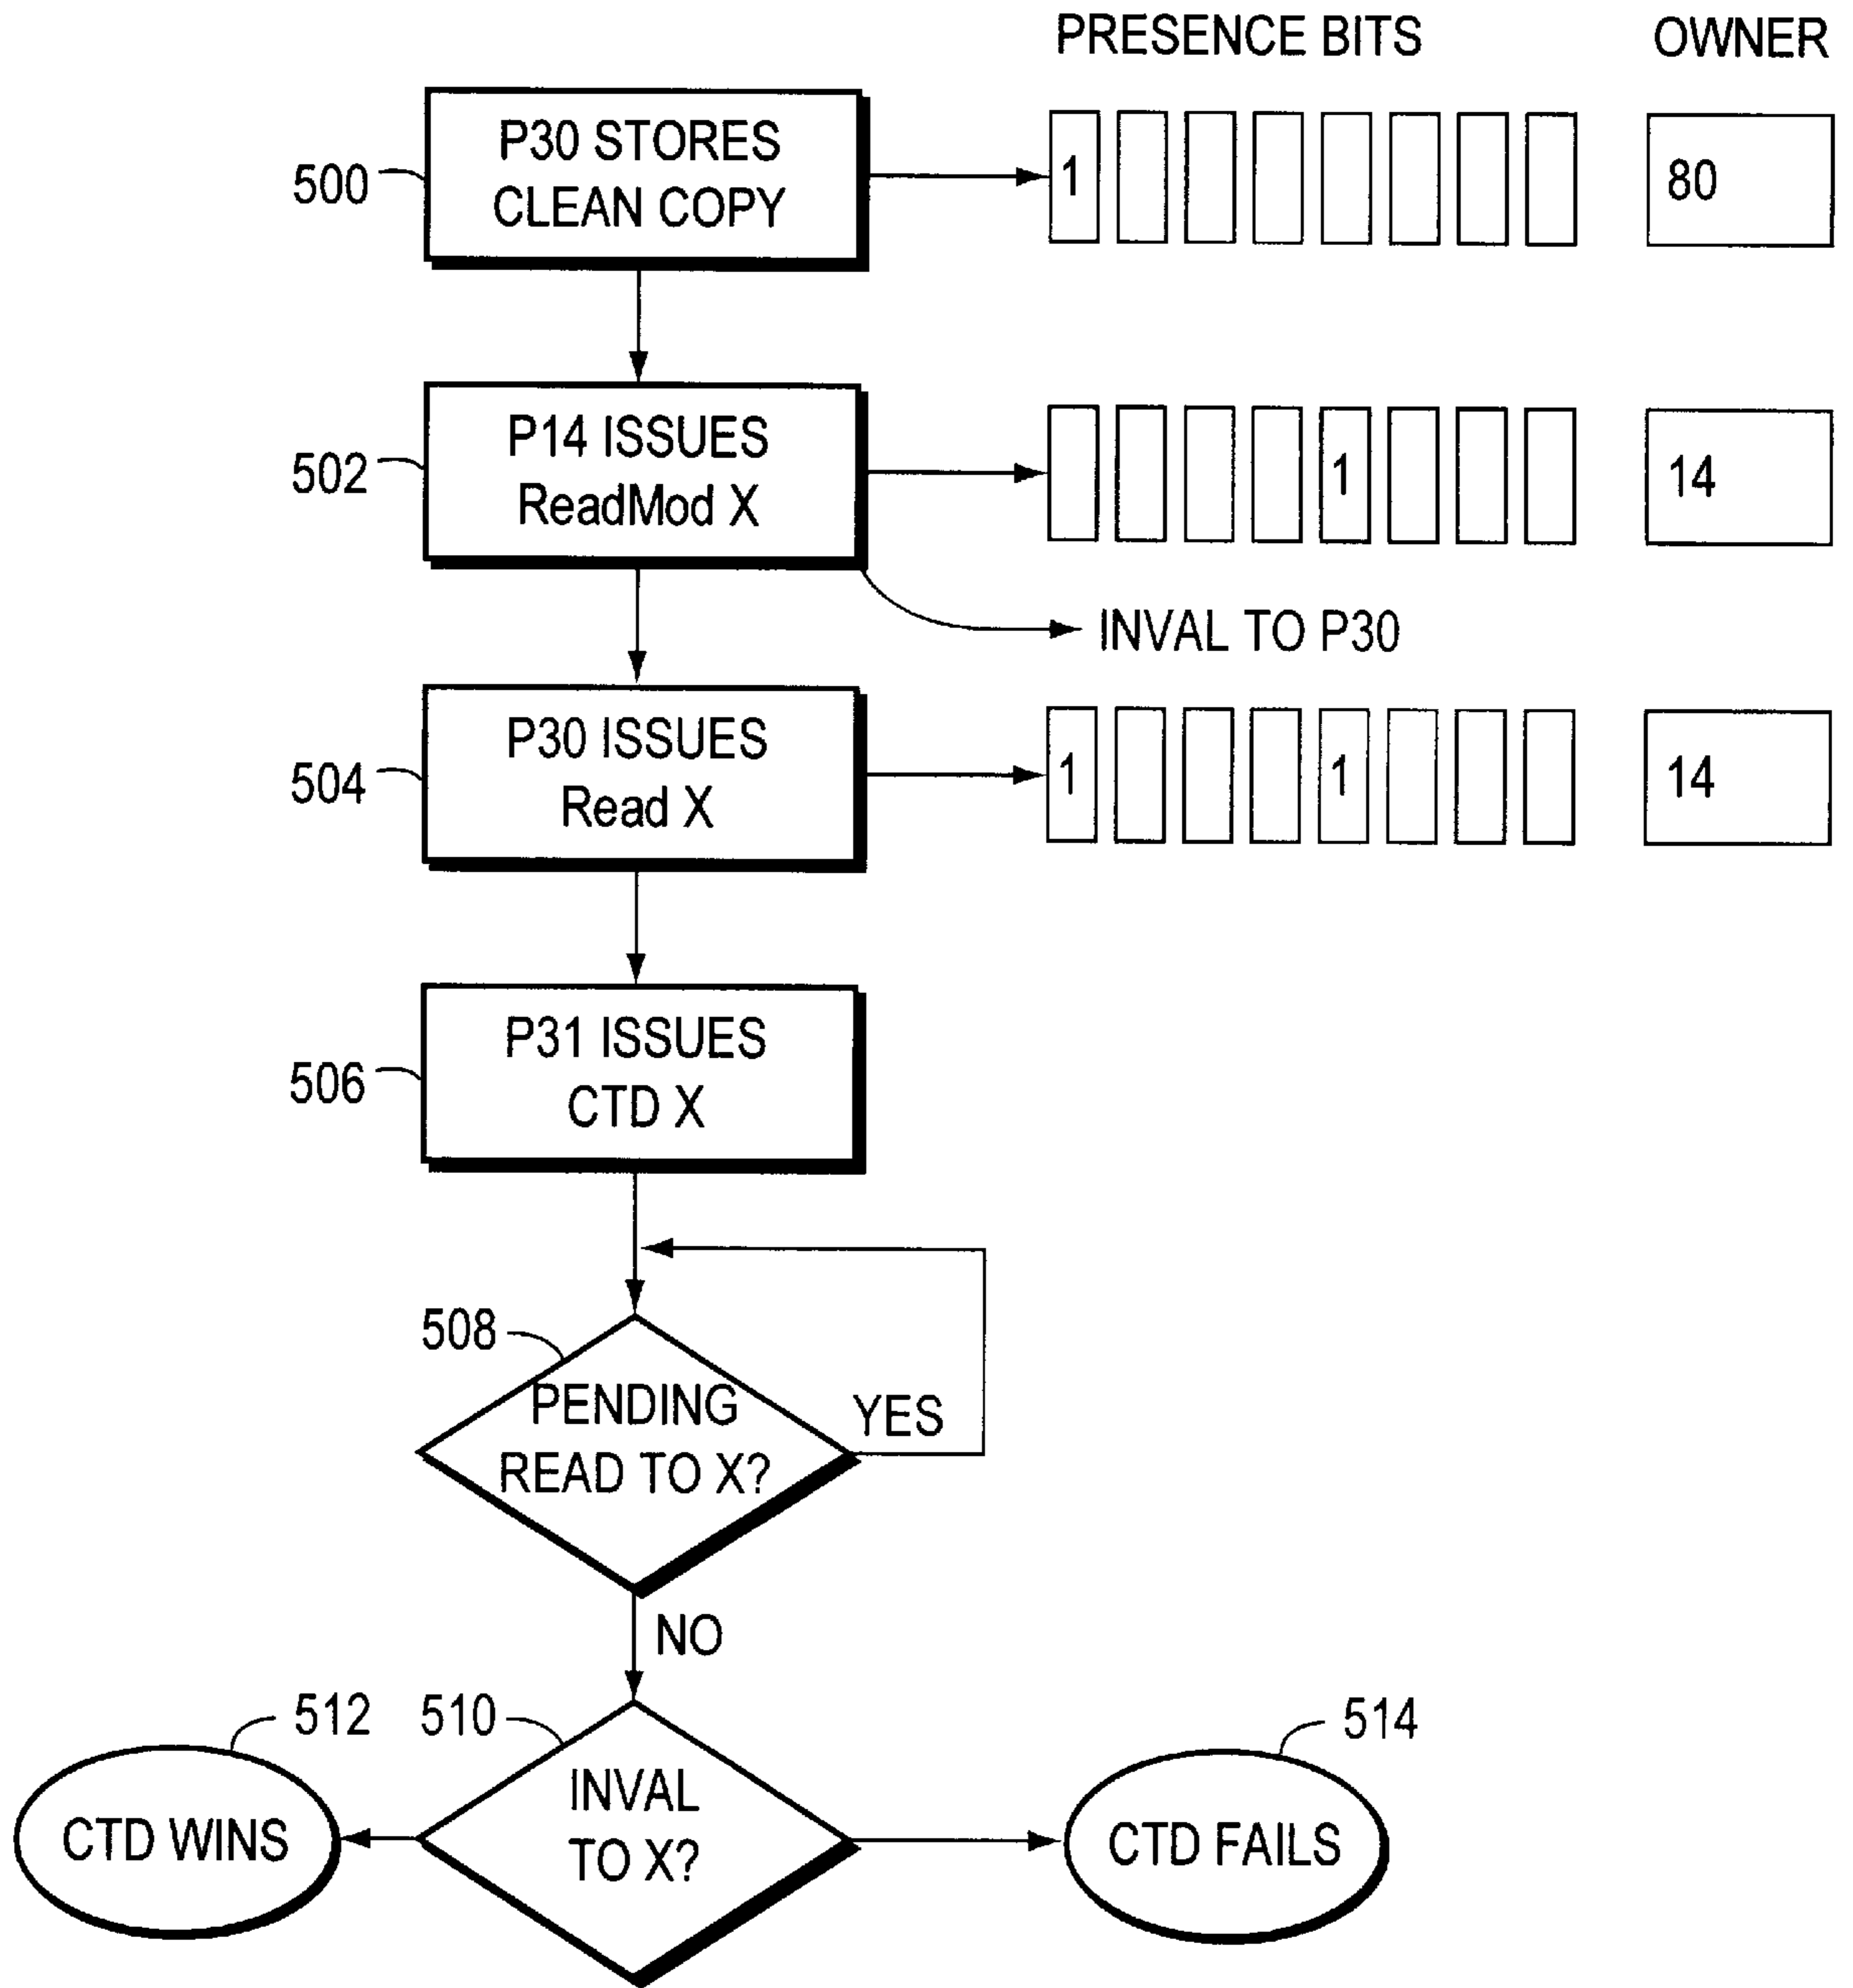 PRESENCE BITS OWNER
500
P30 STORES
CLEAN COPY
1
80
502
P14 ISSUES
ReadMod X
1
14
INVAL TO P30
504
P30 ISSUES
Read X
1 1
14
506
P31 ISSUES
CTD X
508
PENDING
READ TO X?
YES
NO
512
510
514
CTD WINS
INVAL
TO X?
CTD FAILS